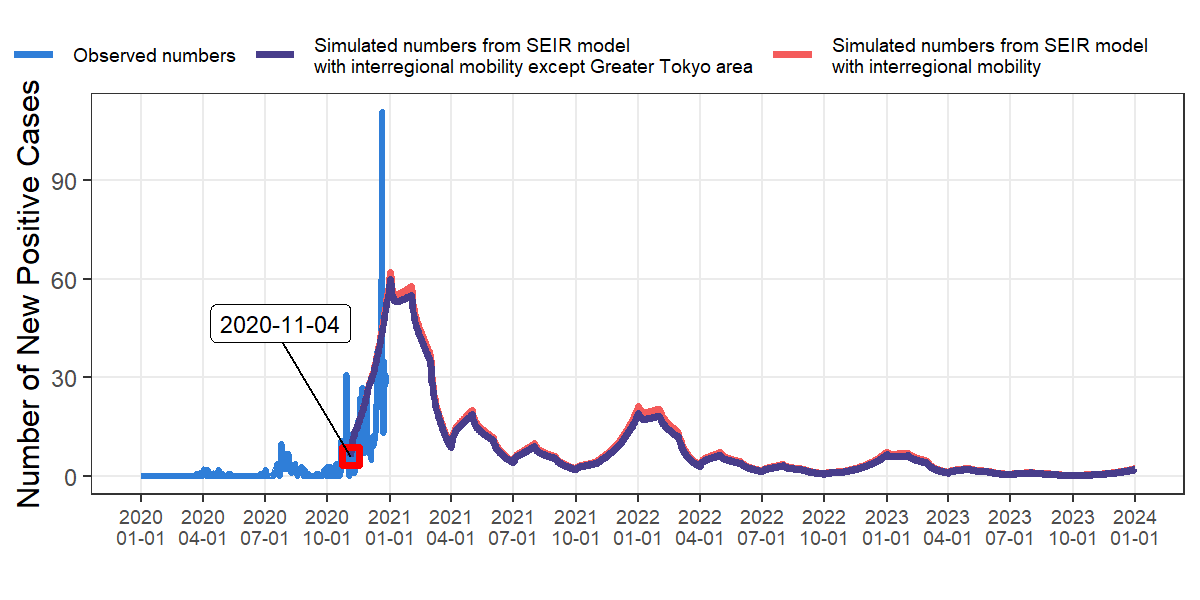 Observed numbers
Simulated numbers from SEIR model
with interregional mobility except Greater Tokyo area
Simulated numbers from SEIR model
with interregional mobility
Number of New Positive Cases
90
60
30
0
2020-11-04
2020 2020 2020 2020 2021 2021 2021 2021 2022 2022 2022 2022 2023 2023 2023 2023 2024
01-01 04-01 07-01 10-01 01-01 04-01 07-01 10-01 01-01 04-01 07-01 10-01 01-01 04-01 07-01 10-01 01-01